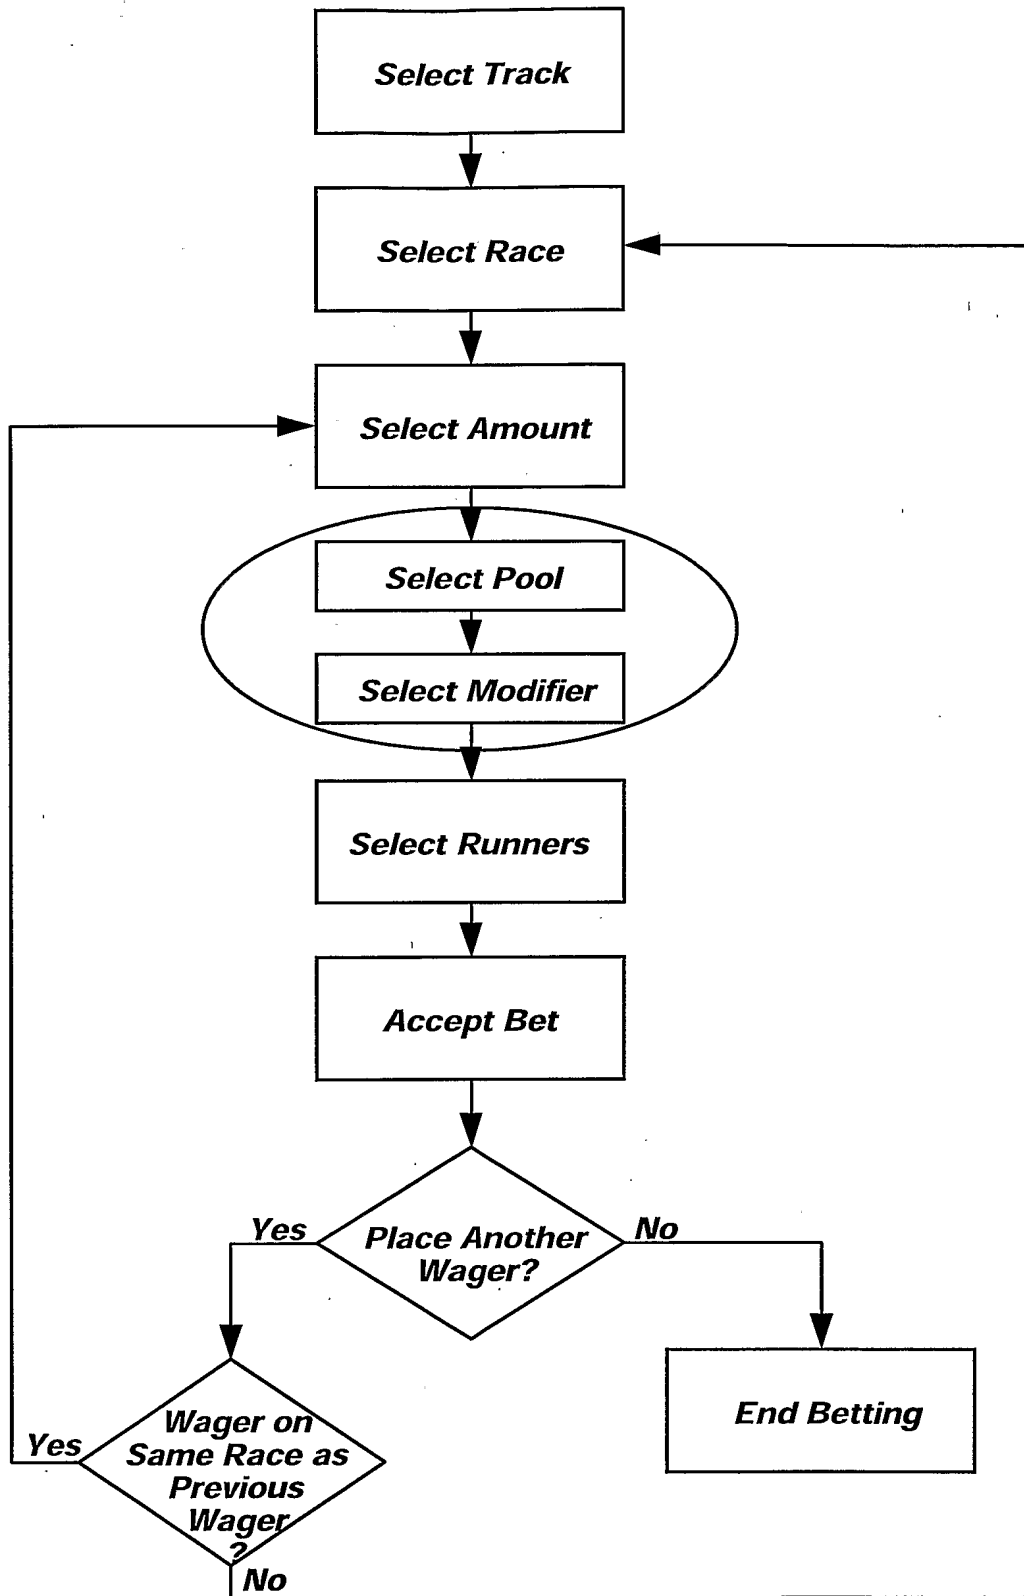 Select Track
Select Race
Select Amount
Select Pool
Select Modifier
Select Runners
Accept Bet
Yes
Place Another
Wager?
No
End Betting
Yes
Wager on
Same Race as
Previous
Wager
?
No